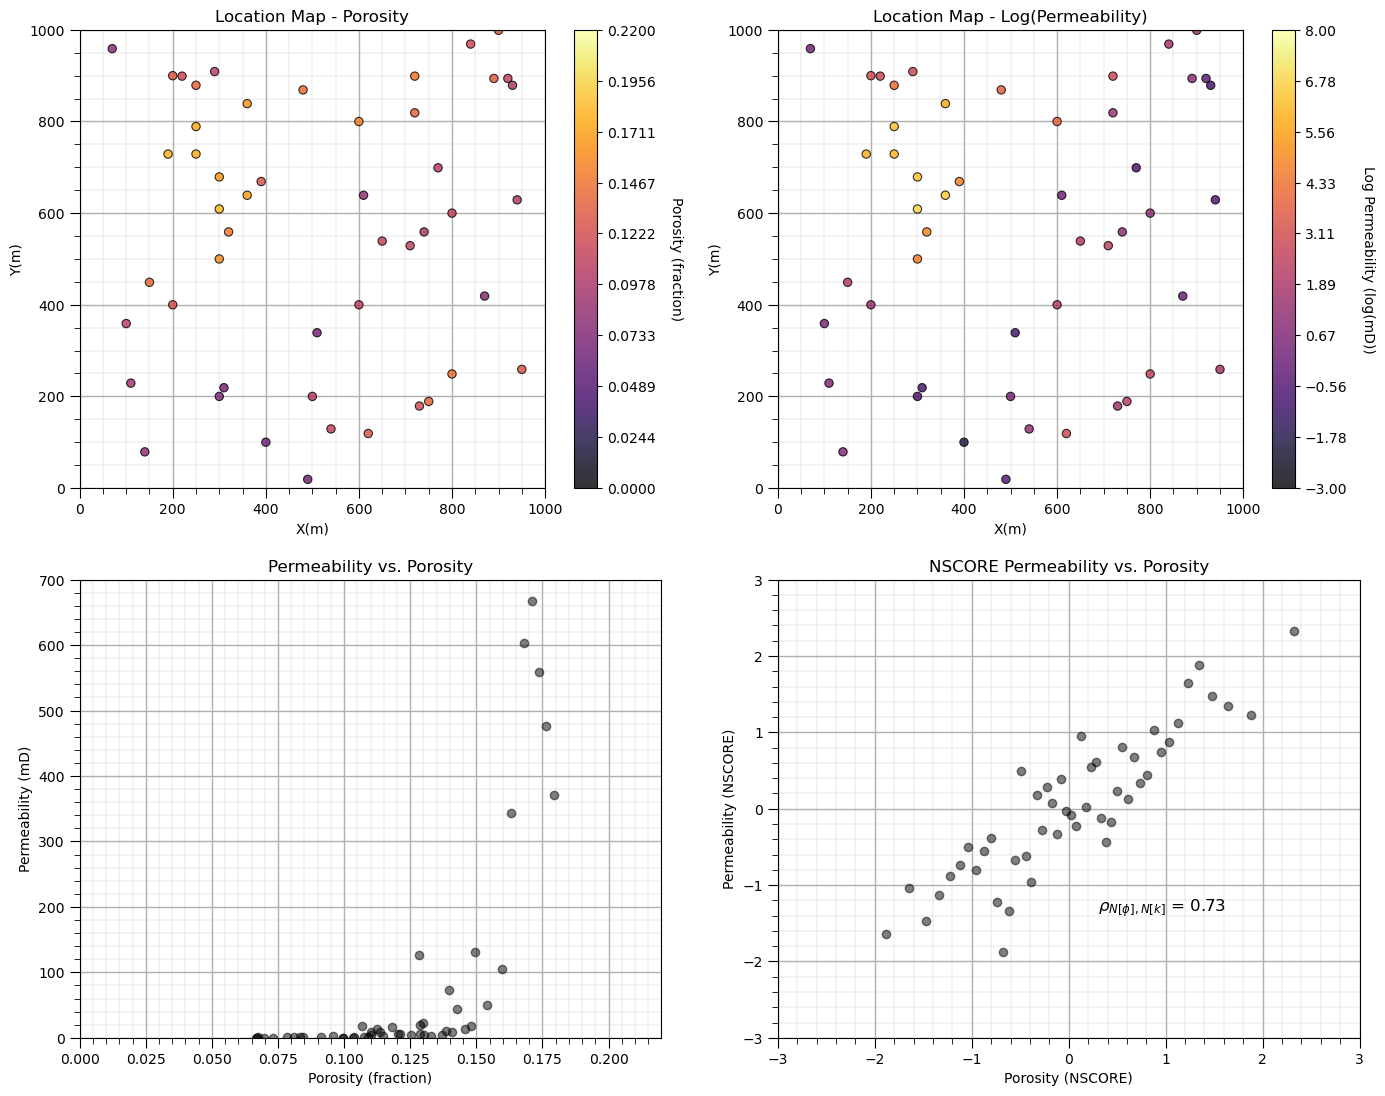 Location Map - Porosity
1000
800
600
400
200
0
Y(m)
0 200 400 600 800 1000
X(m)
0.2200
0.1956
0.1711
0.1467
0.1222
0.0978
0.0733
0.0489
0.0244
0.0000
Porosity (fraction)
Location Map - Log(Permeability)
1000
800
600
400
200
0
Y(m)
0 200 400 600 800 1000
X(m)
8.00
6.78
5.56
4.33
3.11
1.89
0.67
−0.56
−1.78
−3.00
Log Permeability (log(mD))
Permeability vs. Porosity
700
600
500
400
300
200
100
0
Permeability (mD)
0.000 0.025 0.050 0.075 0.100 0.125 0.150 0.175 0.200
Porosity (fraction)
NSCORE Permeability vs. Porosity
3
2
1
0
−1
−2
−3
Permeability (NSCORE)
ρN[ϕ], N[k] = 0.73
−3 −2 −1 0 1 2 3
Porosity (NSCORE)